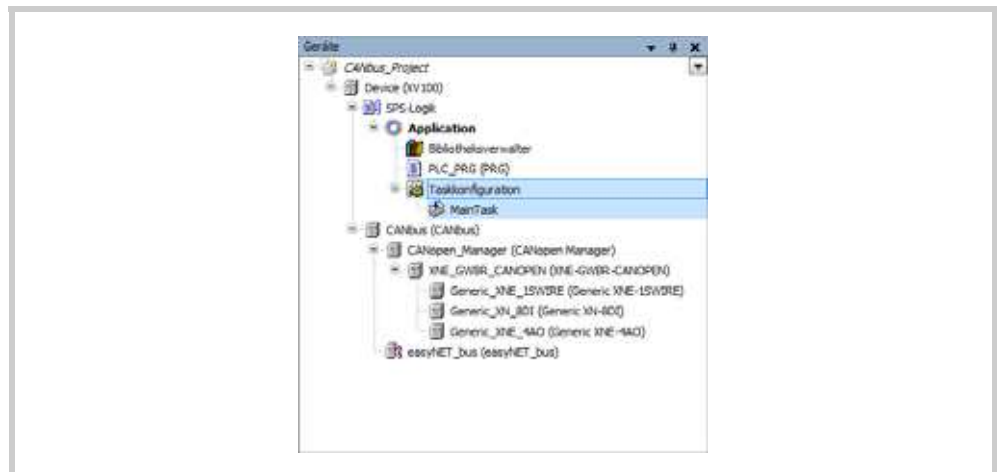 Geräte
CANbus_Project
Device (XV100)
SPS-Logik
Application
Bibliotheksverwalter
PLC_PRG (PRG)
Taskkonfiguration
MainTask
CANbus (CANbus)
CANopen_Manager (CANopen Manager)
XNE_GWBR_CANOPEN (XNE-GWBR-CANOPEN)
Generic_XNE_1SWIRE (Generic XNE-1SWIRE)
Generic_XN_8DI (Generic XN-8DI)
Generic_XNE_4AO (Generic XNE-4AO)
easyNET_bus (easyNET_bus)